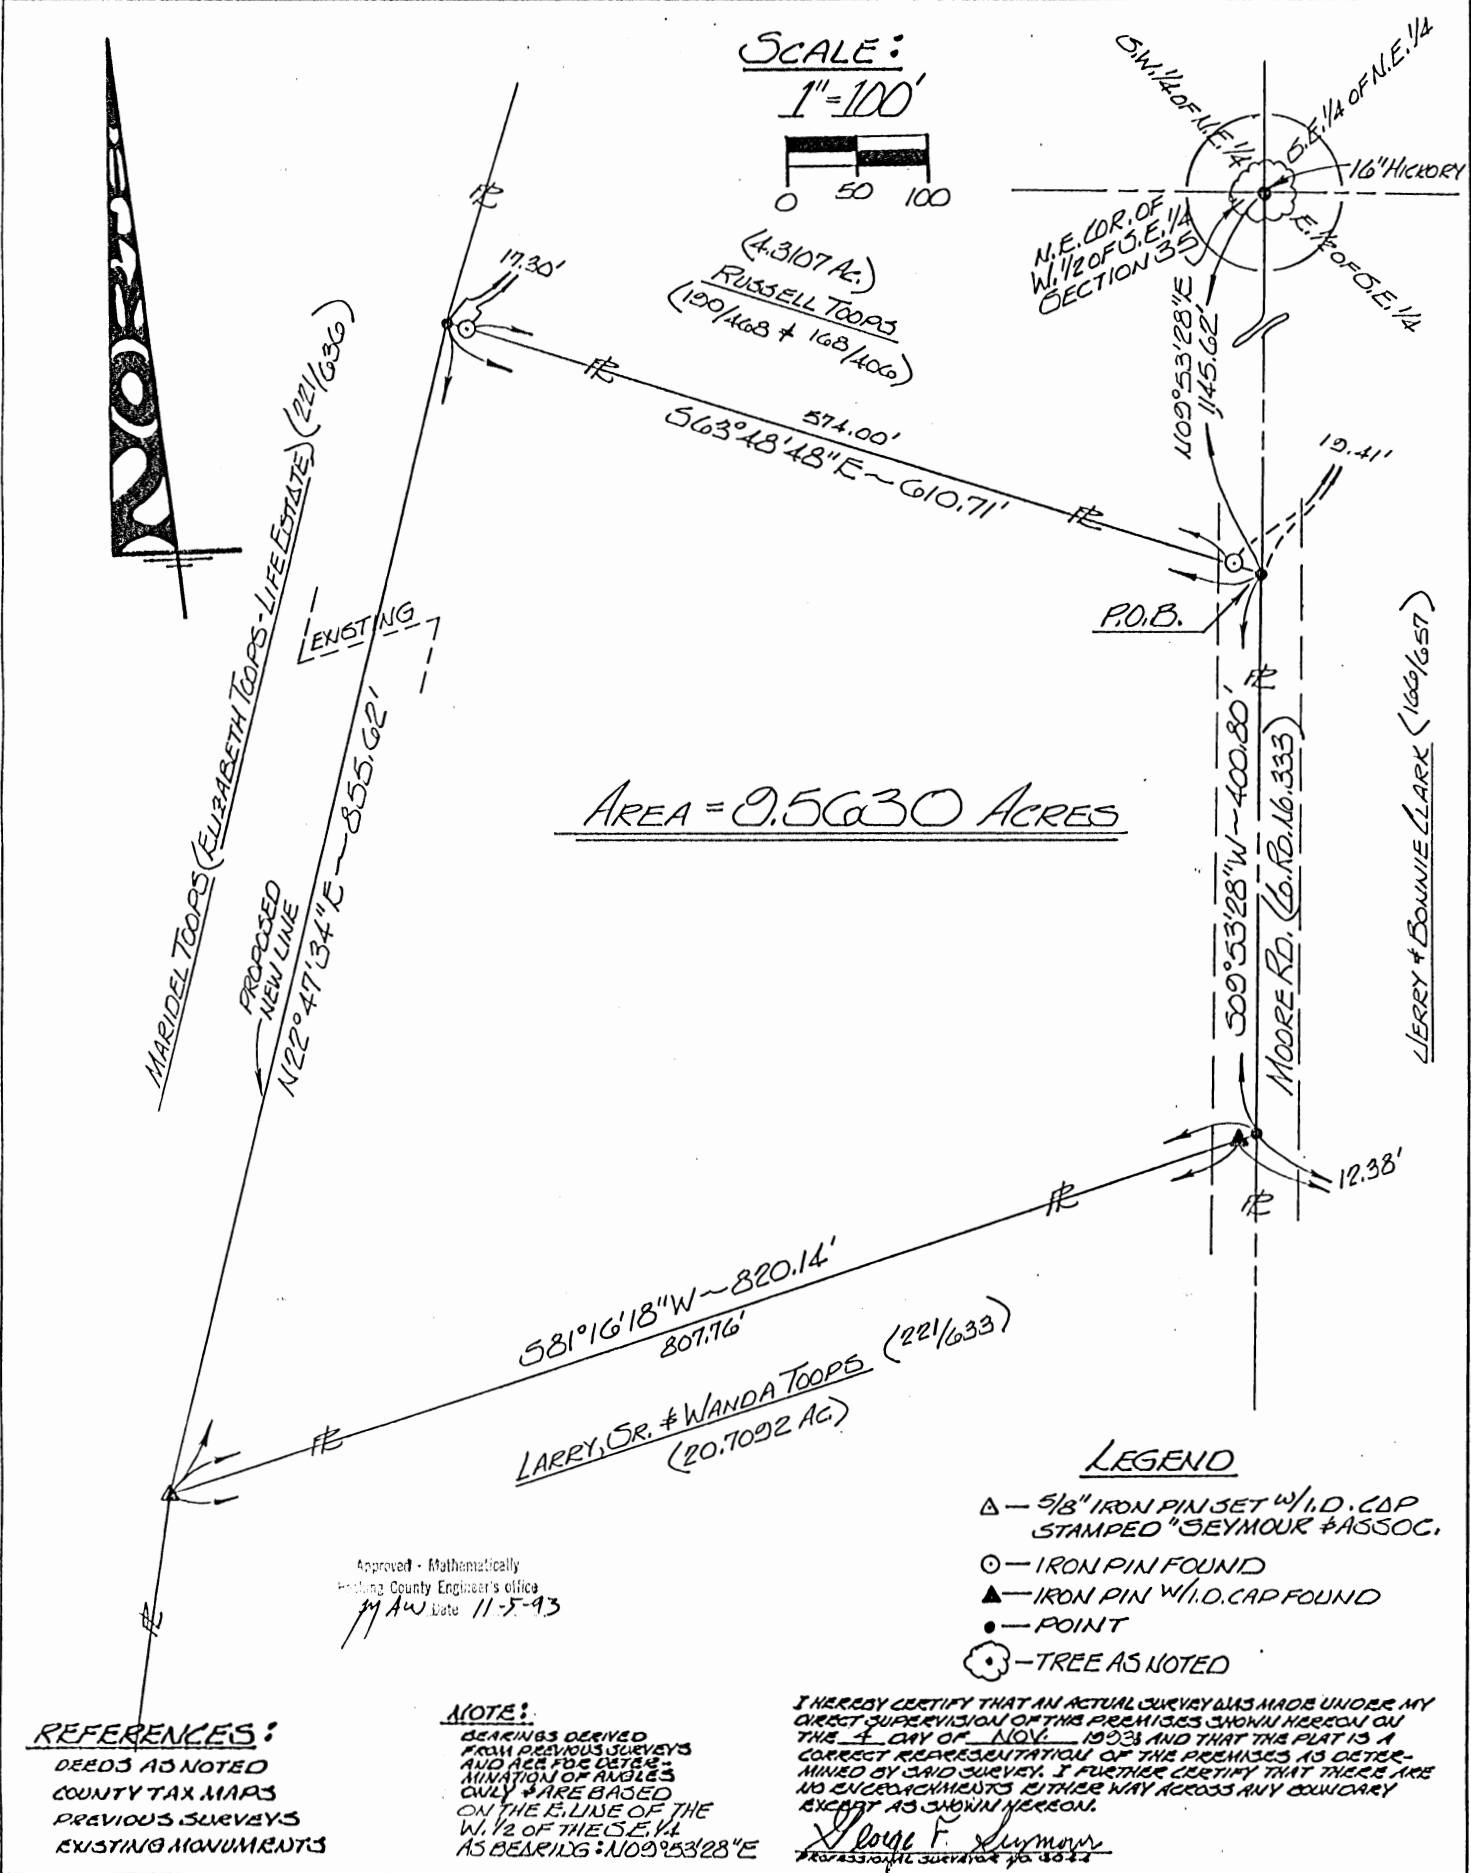 SCALE:
1"=100'
0 50 100
NORTH
S.W. 1/4 OF N.E. 1/4
S.E. 1/4 OF N.E. 1/4
16" HICKORY
N.E. COR. OF
W. 1/2 OF S.E. 1/4
SECTION 35
E. 1/2 OF S.E. 1/4
N09°53'28"E
1145.62'
(4.3107 AC.)
RUSSELL TOOPS
(190/468 & 168/406)
17.30'
574.00'
S63°48'48"E ~ 610.71'
19.41'
P.O.B.
MARIDEL TOOPS (ELIZABETH TOOPS - LIFE ESTATE) (221/636)
EXISTING
PROPOSED
NEW LINE
N22°47'34"E ~ 855.62'
AREA = 9.5630 ACRES
S09°53'28"W ~ 400.80'
MOORE RD. (Co. RD. No. 333)
JERRY & BONNIE CLARK (166/657)
12.38'
S81°16'18"W ~ 820.14'
807.76'
LARRY, SR. & WANDA TOOPS (221/633)
(20.7092 AC.)
LEGEND
5/8" IRON PIN SET W/I.D. CAP
STAMPED "SEYMOUR & ASSOC.
IRON PIN FOUND
IRON PIN W/I.D. CAP FOUND
POINT
TREE AS NOTED
Approved - Mathematically
County Engineer's office
Date 11-5-93
REFERENCES:
DEEDS AS NOTED
COUNTY TAX MAPS
PREVIOUS SURVEYS
EXISTING MONUMENTS
NOTE:
BEARINGS DERIVED
FROM PREVIOUS SURVEYS
AND ARE FOR DETER-
MINATION OF ANGLES
ONLY & ARE BASED
ON THE E. LINE OF THE
W. 1/2 OF THE S.E. 1/4
AS BEARING: N09°53'28"E
I HEREBY CERTIFY THAT AN ACTUAL SURVEY WAS MADE UNDER MY
DIRECT SUPERVISION OF THE PREMISES SHOWN HEREON ON
THE 4 DAY OF NOV. 1993 AND THAT THE PLAT IS A
CORRECT REPRESENTATION OF THE PREMISES AS DETER-
MINED BY SAID SURVEY. I FURTHER CERTIFY THAT THERE ARE
NO ENCROACHMENTS EITHER WAY ACROSS ANY BOUNDARY
EXCEPT AS SHOWN HEREON.
George F. Seymour
PROFESSIONAL SURVEYOR NO.